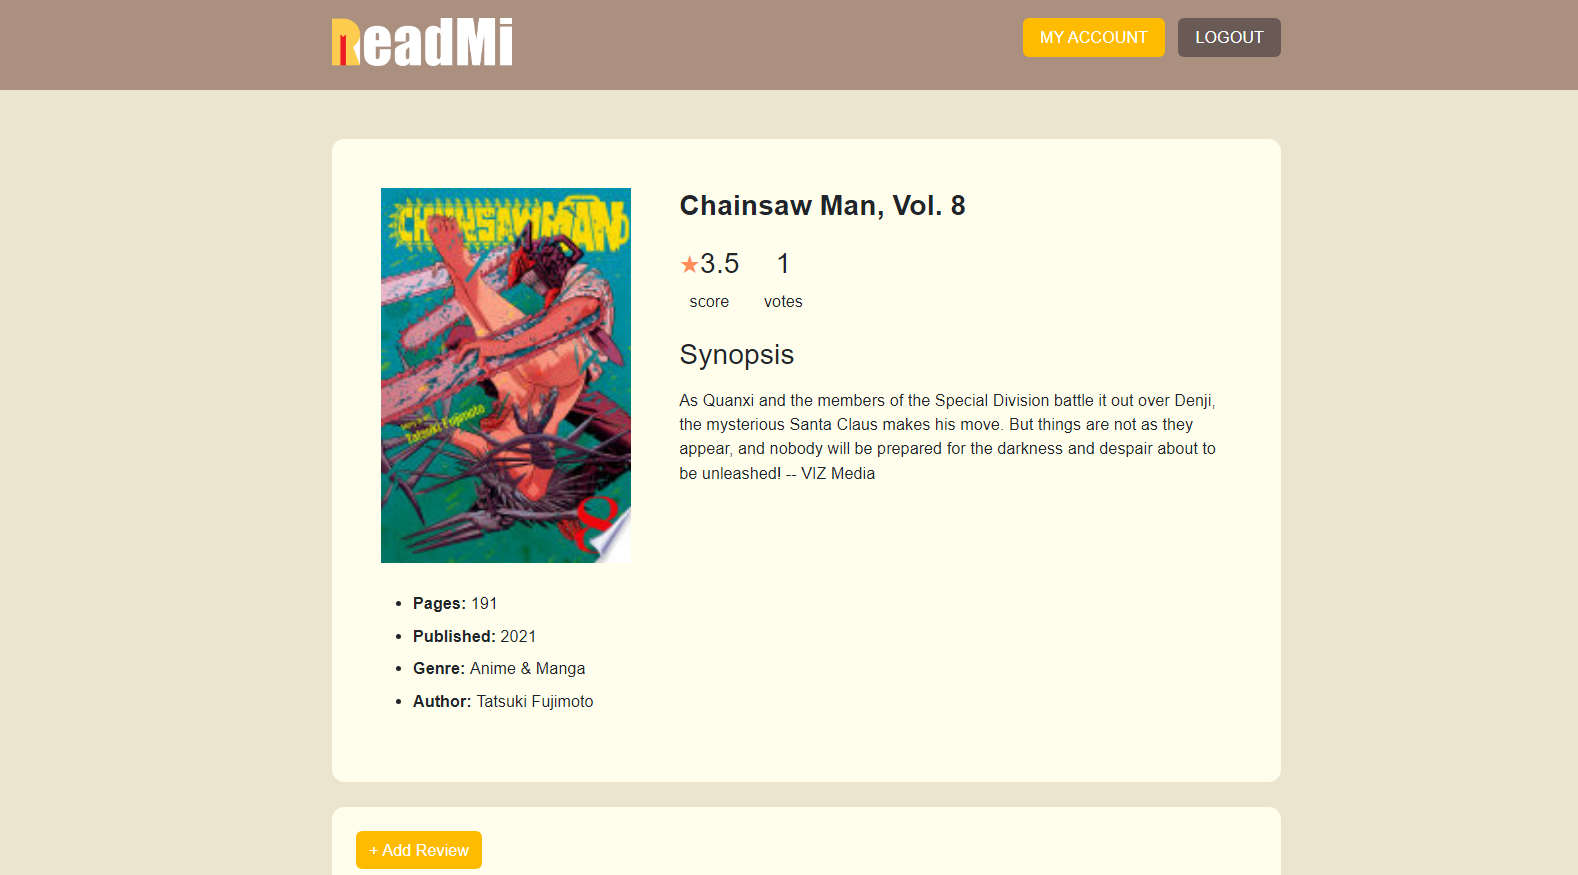 ReadMi
MY ACCOUNT
LOGOUT
CHAINSAW MAN
Tatsuki Fujimoto
8
Chainsaw Man, Vol. 8
★3.5
1
score
votes
Synopsis
As Quanxi and the members of the Special Division battle it out over Denji,
the mysterious Santa Claus makes his move. But things are not as they
appear, and nobody will be prepared for the darkness and despair about to
be unleashed! -- VIZ Media
• Pages: 191
• Published: 2021
• Genre: Anime & Manga
• Author: Tatsuki Fujimoto
+ Add Review